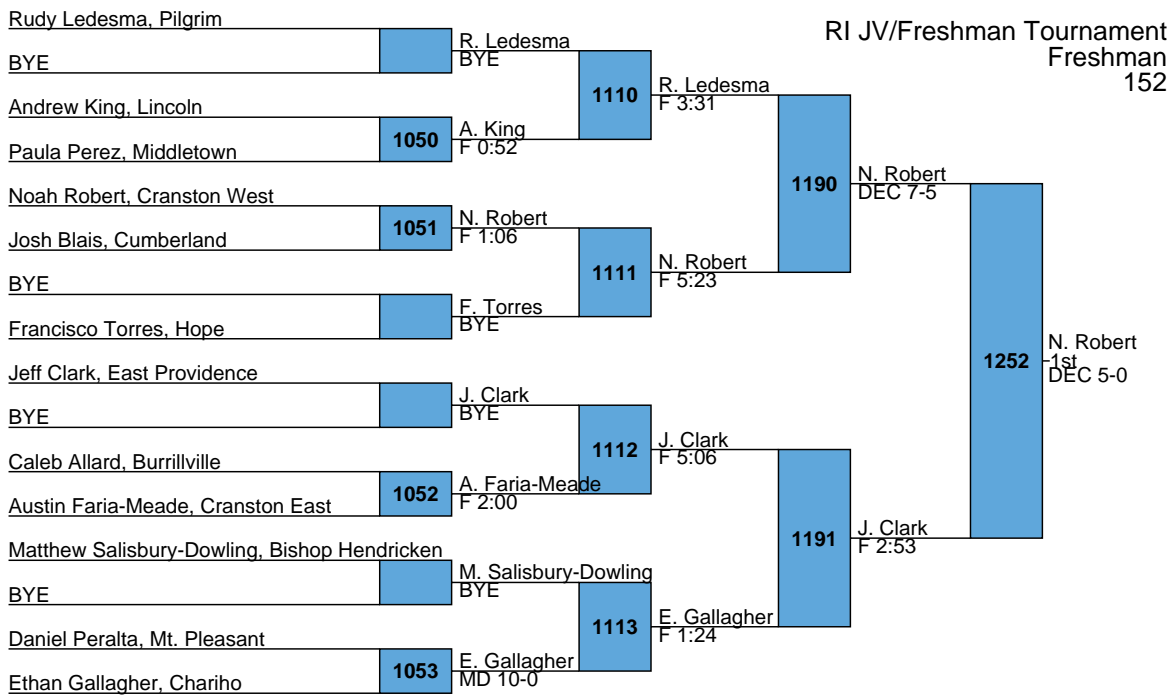 RI JV/Freshman Tournament
Freshman
152
Rudy Ledesma, Pilgrim
BYE
R. Ledesma
BYE
Andrew King, Lincoln
Paula Perez, Middletown
1050
A. King
F 0:52
1110
R. Ledesma
F 3:31
Noah Robert, Cranston West
Josh Blais, Cumberland
1051
N. Robert
F 1:06
BYE
Francisco Torres, Hope
F. Torres
BYE
1111
N. Robert
F 5:23
1190
N. Robert
DEC 7-5
Jeff Clark, East Providence
BYE
J. Clark
BYE
Caleb Allard, Burrillville
Austin Faria-Meade, Cranston East
1052
A. Faria-Meade
F 2:00
1112
J. Clark
F 5:06
Matthew Salisbury-Dowling, Bishop Hendricken
BYE
M. Salisbury-Dowling
BYE
Daniel Peralta, Mt. Pleasant
Ethan Gallagher, Chariho
1053
E. Gallagher
MD 10-0
1113
E. Gallagher
F 1:24
1191
J. Clark
F 2:53
1252
N. Robert
1st
DEC 5-0